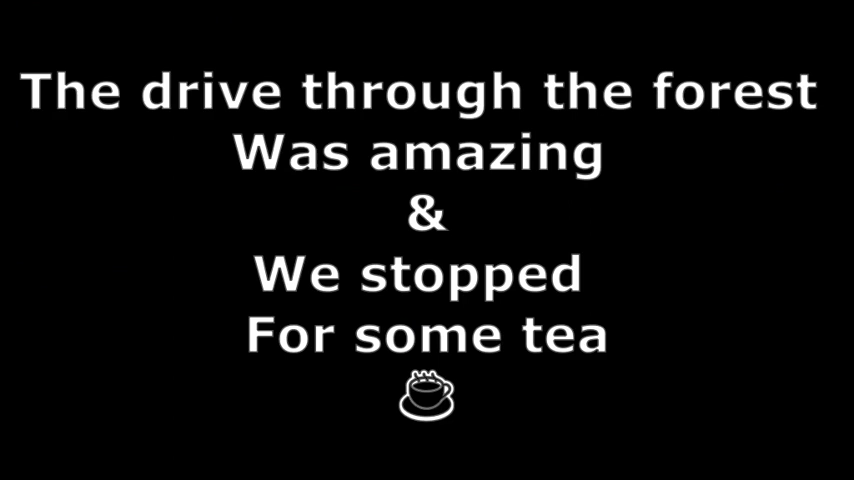 The drive through the forest
Was amazing
&
We stopped
For some tea
☕